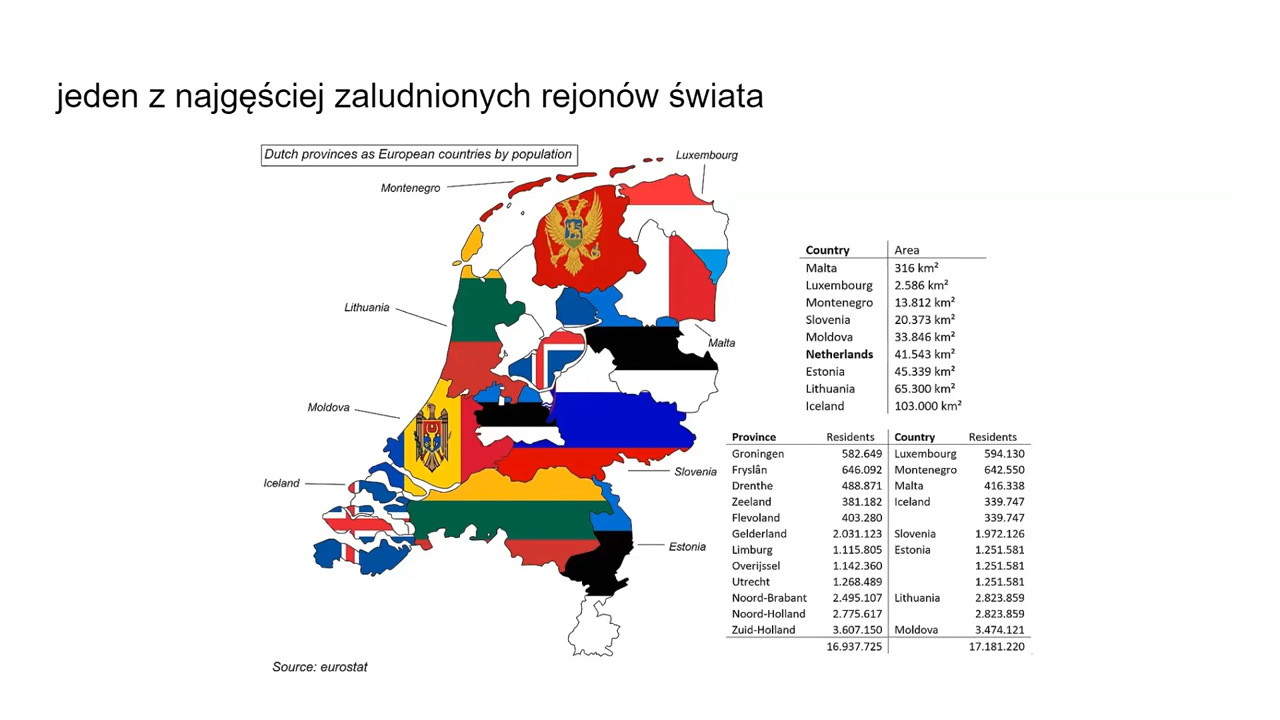 jeden z najgęściej zaludnionych rejonów świata
Dutch provinces as European countries by population
Luxembourg
Montenegro
Lithuania
Malta
Moldova
Slovenia
Iceland
Estonia
Country Area
Malta 316 km²
Luxembourg 2.586 km²
Montenegro 13.812 km²
Slovenia 20.373 km²
Moldova 33.846 km²
Netherlands 41.543 km²
Estonia 45.339 km²
Lithuania 65.300 km²
Iceland 103.000 km²
Province Residents Country Residents
Groningen 582.649 Luxembourg 594.130
Fryslân 646.092 Montenegro 642.550
Drenthe 488.871 Malta 416.338
Zeeland 381.182 Iceland 339.747
Flevoland 403.280 339.747
Gelderland 2.031.123 Slovenia 1.972.126
Limburg 1.115.805 Estonia 1.251.581
Overijssel 1.142.360 1.251.581
Utrecht 1.268.489 1.251.581
Noord-Brabant 2.495.107 Lithuania 2.823.859
Noord-Holland 2.775.617 2.823.859
Zuid-Holland 3.607.150 Moldova 3.474.121
16.937.725 17.181.220
Source: eurostat